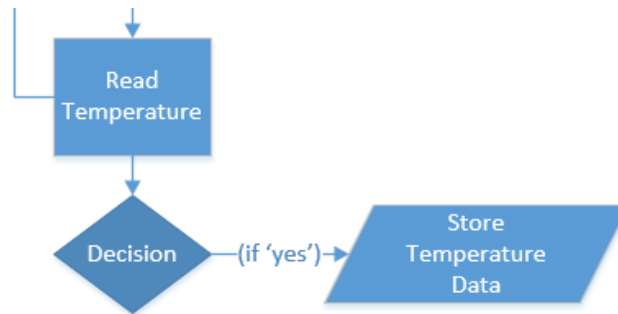 Read
Temperature
Decision
(if ‘yes’)
Store
Temperature
Data